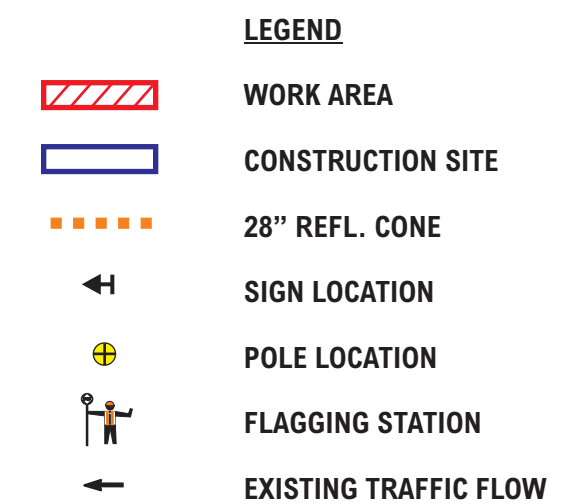 LEGEND
WORK AREA
CONSTRUCTION SITE
28” REFL. CONE
SIGN LOCATION
POLE LOCATION
FLAGGING STATION
EXISTING TRAFFIC FLOW